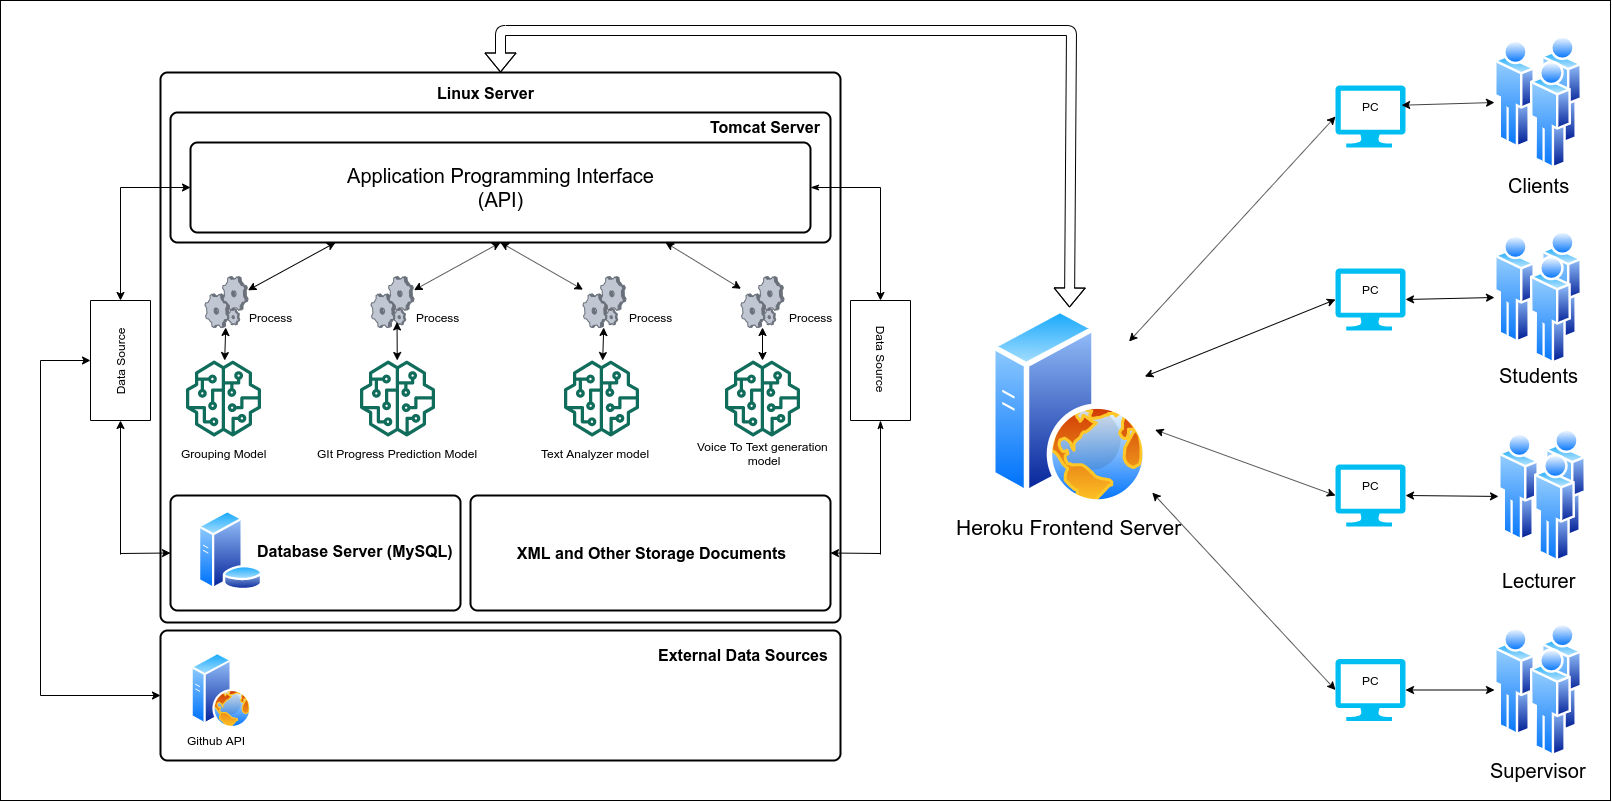 Linux Server
Tomcat Server
Application Programming Interface
(API)
Process
Process
Process
Process
Data Source
Data Source
Grouping Model
GIt Progress Prediction Model
Text Analyzer model
Voice To Text generation
model
Database Server (MySQL)
XML and Other Storage Documents
External Data Sources
Github API
Heroku Frontend Server
PC
Clients
PC
Students
PC
Lecturer
PC
Supervisor